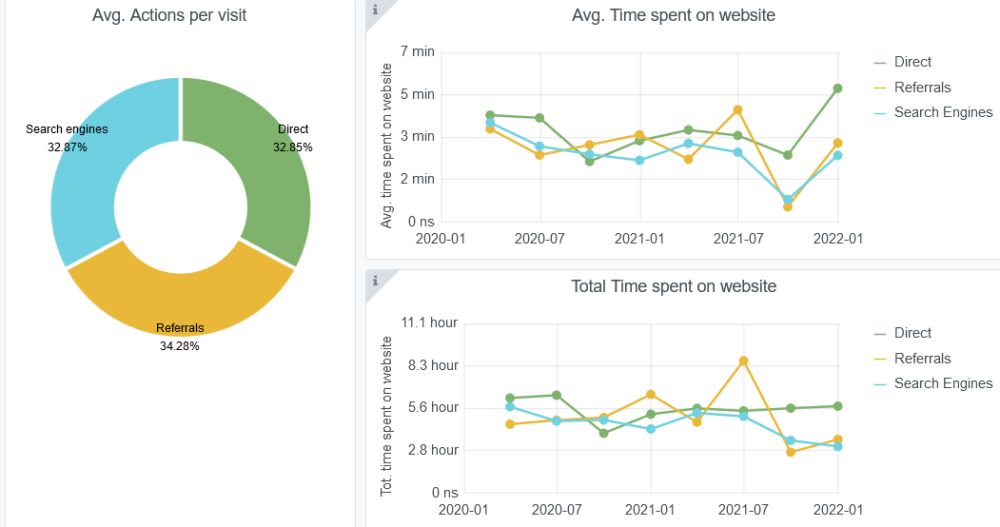 Avg. Actions per visit
Search engines
32.87%
Direct
32.85%
Referrals
34.28%
i
Avg. Time spent on website
Avg. time spent on website
7 min
5 min
3 min
2 min
0 ns
2020-01
2020-07
2021-01
2021-07
2022-01
Direct
Referrals
Search Engines
i
Total Time spent on website
Tot. time spent on website
11.1 hour
8.3 hour
5.6 hour
2.8 hour
0 ns
2020-01
2020-07
2021-01
2021-07
2022-01
Direct
Referrals
Search Engines